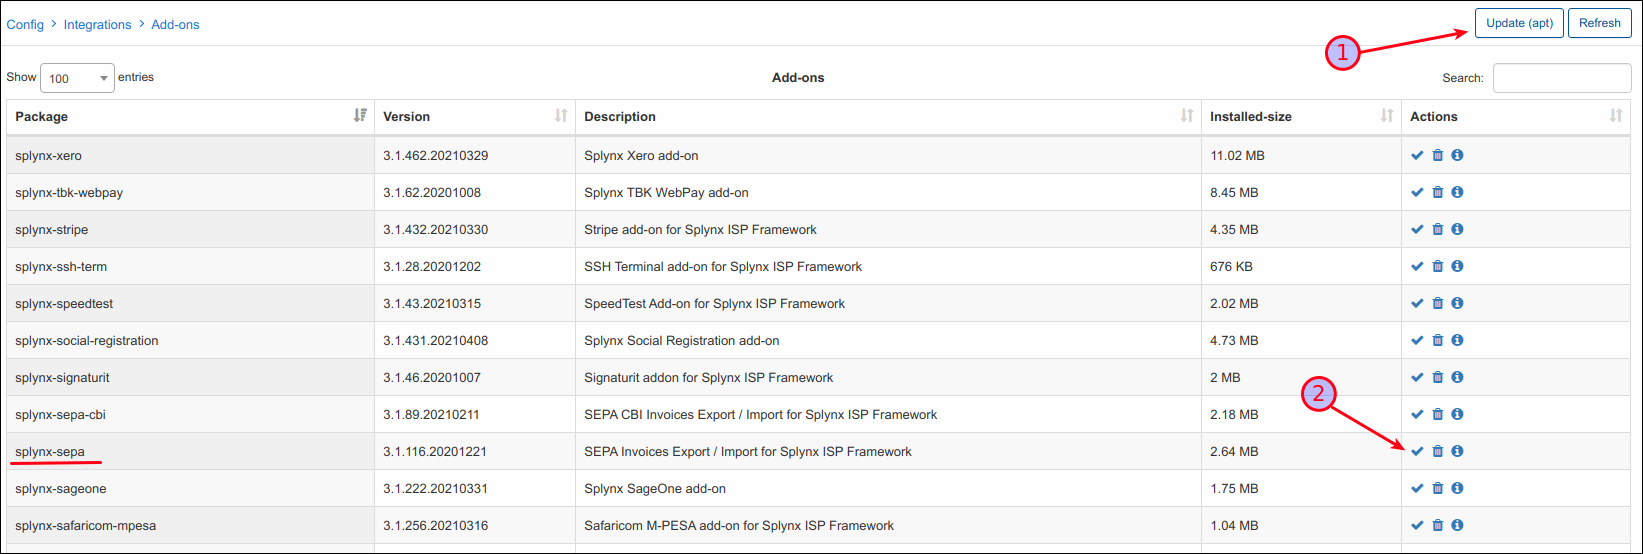 Config > Integrations > Add-ons Update (apt) Refresh
1
Show 100 entries Add-ons Search:
Package Version Description Installed-size Actions
splynx-xero 3.1.462.20210329 Splynx Xero add-on 11.02 MB
splynx-tbk-webpay 3.1.62.20201008 Splynx TBK WebPay add-on 8.45 MB
splynx-stripe 3.1.432.20210330 Stripe add-on for Splynx ISP Framework 4.35 MB
splynx-ssh-term 3.1.28.20201202 SSH Terminal add-on for Splynx ISP Framework 676 KB
splynx-speedtest 3.1.43.20210315 SpeedTest Add-on for Splynx ISP Framework 2.02 MB
splynx-social-registration 3.1.431.20210408 Splynx Social Registration add-on 4.73 MB
splynx-signaturit 3.1.46.20201007 Signaturit addon for Splynx ISP Framework 2 MB
2
splynx-sepa-cbi 3.1.89.20210211 SEPA CBI Invoices Export / Import for Splynx ISP Framework 2.18 MB
splynx-sepa 3.1.116.20201221 SEPA Invoices Export / Import for Splynx ISP Framework 2.64 MB
splynx-sageone 3.1.222.20210331 Splynx SageOne add-on 1.75 MB
splynx-safaricom-mpesa 3.1.256.20210316 Safaricom M-PESA add-on for Splynx ISP Framework 1.04 MB